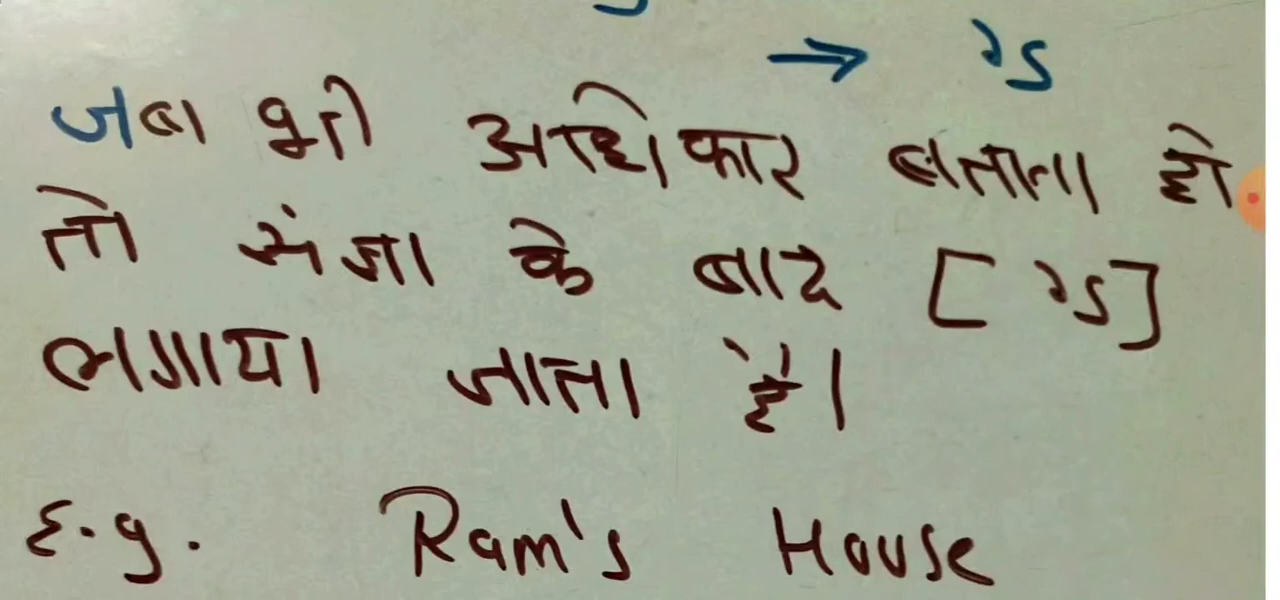 → 's
जब भी अधिकार बताना हो
तो संज्ञा के बाद ['s]
लगाया जाता है।
E.g. Ram's House